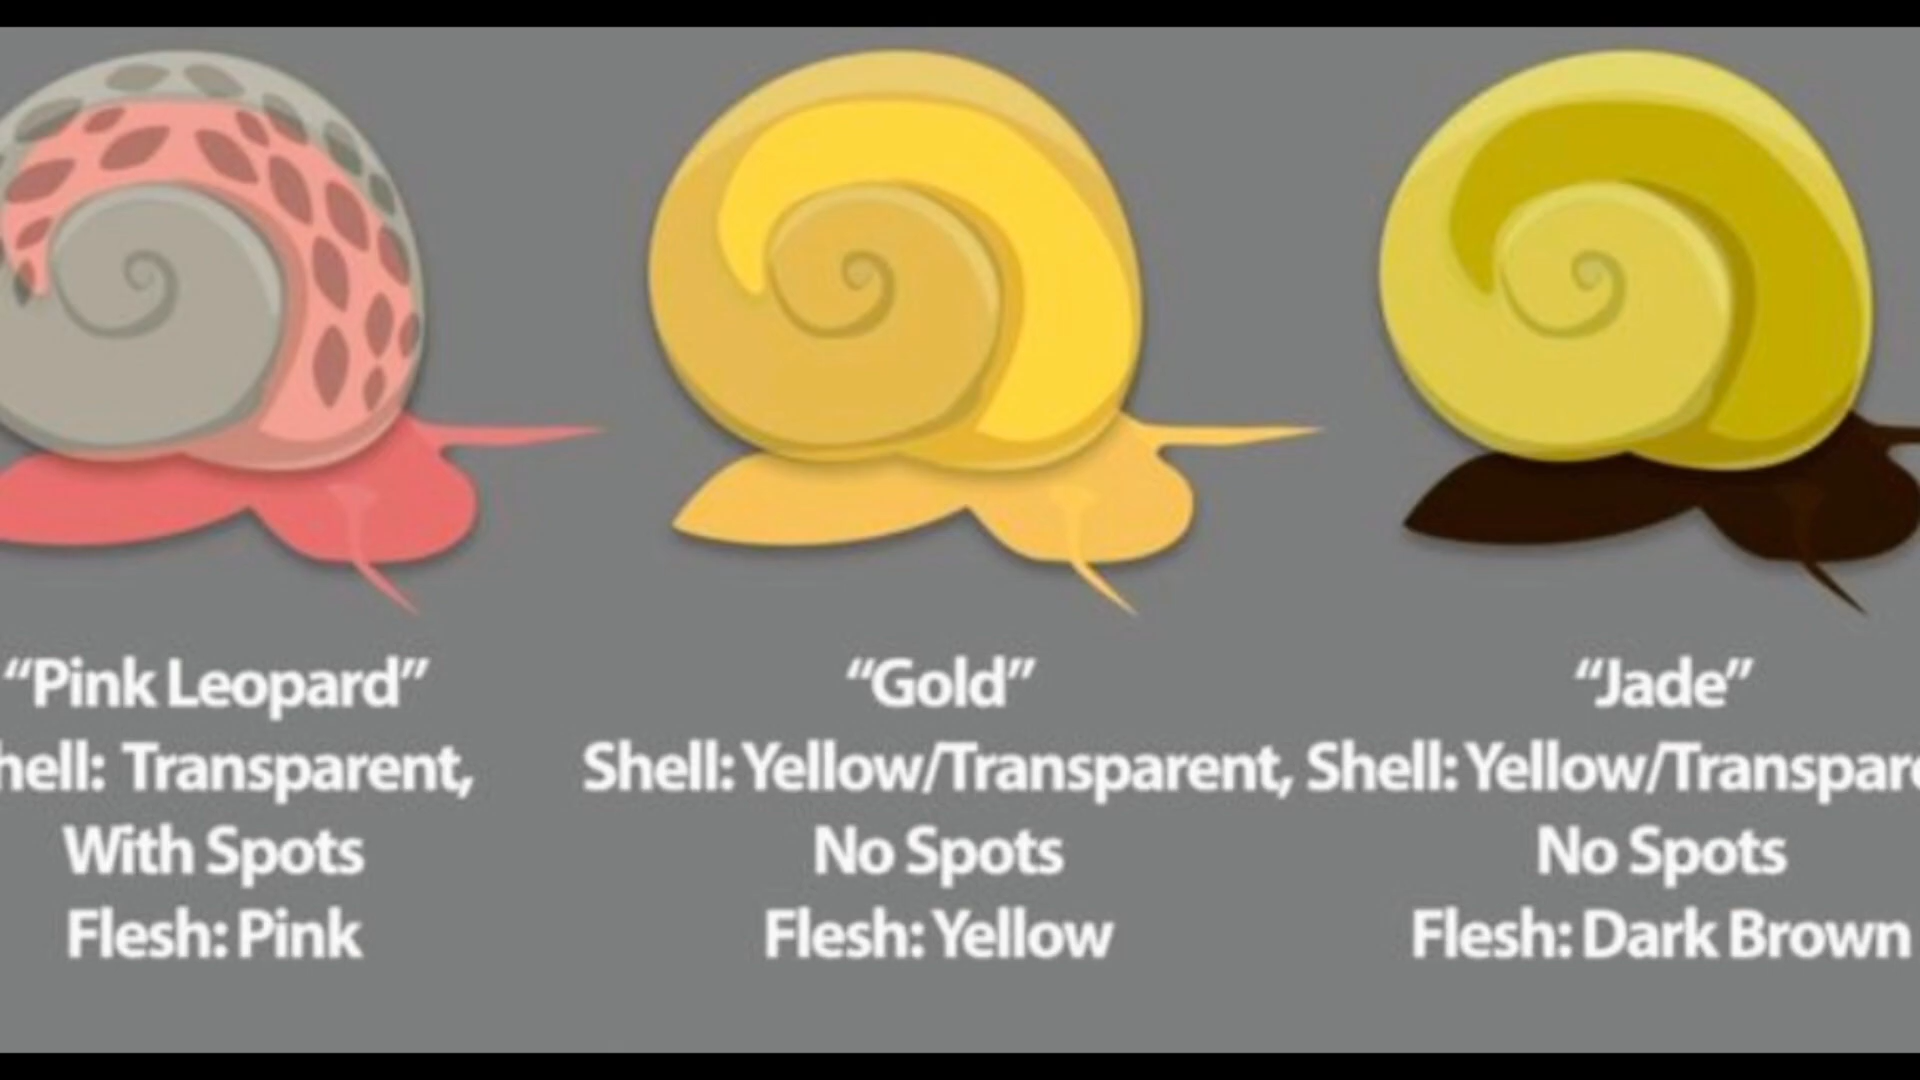 “Pink Leopard”
hell: Transparent,
With Spots
Flesh: Pink
“Gold”
Shell: Yellow/Transparent,
No Spots
Flesh: Yellow
“Jade”
Shell: Yellow/Transpare
No Spots
Flesh: Dark Brown